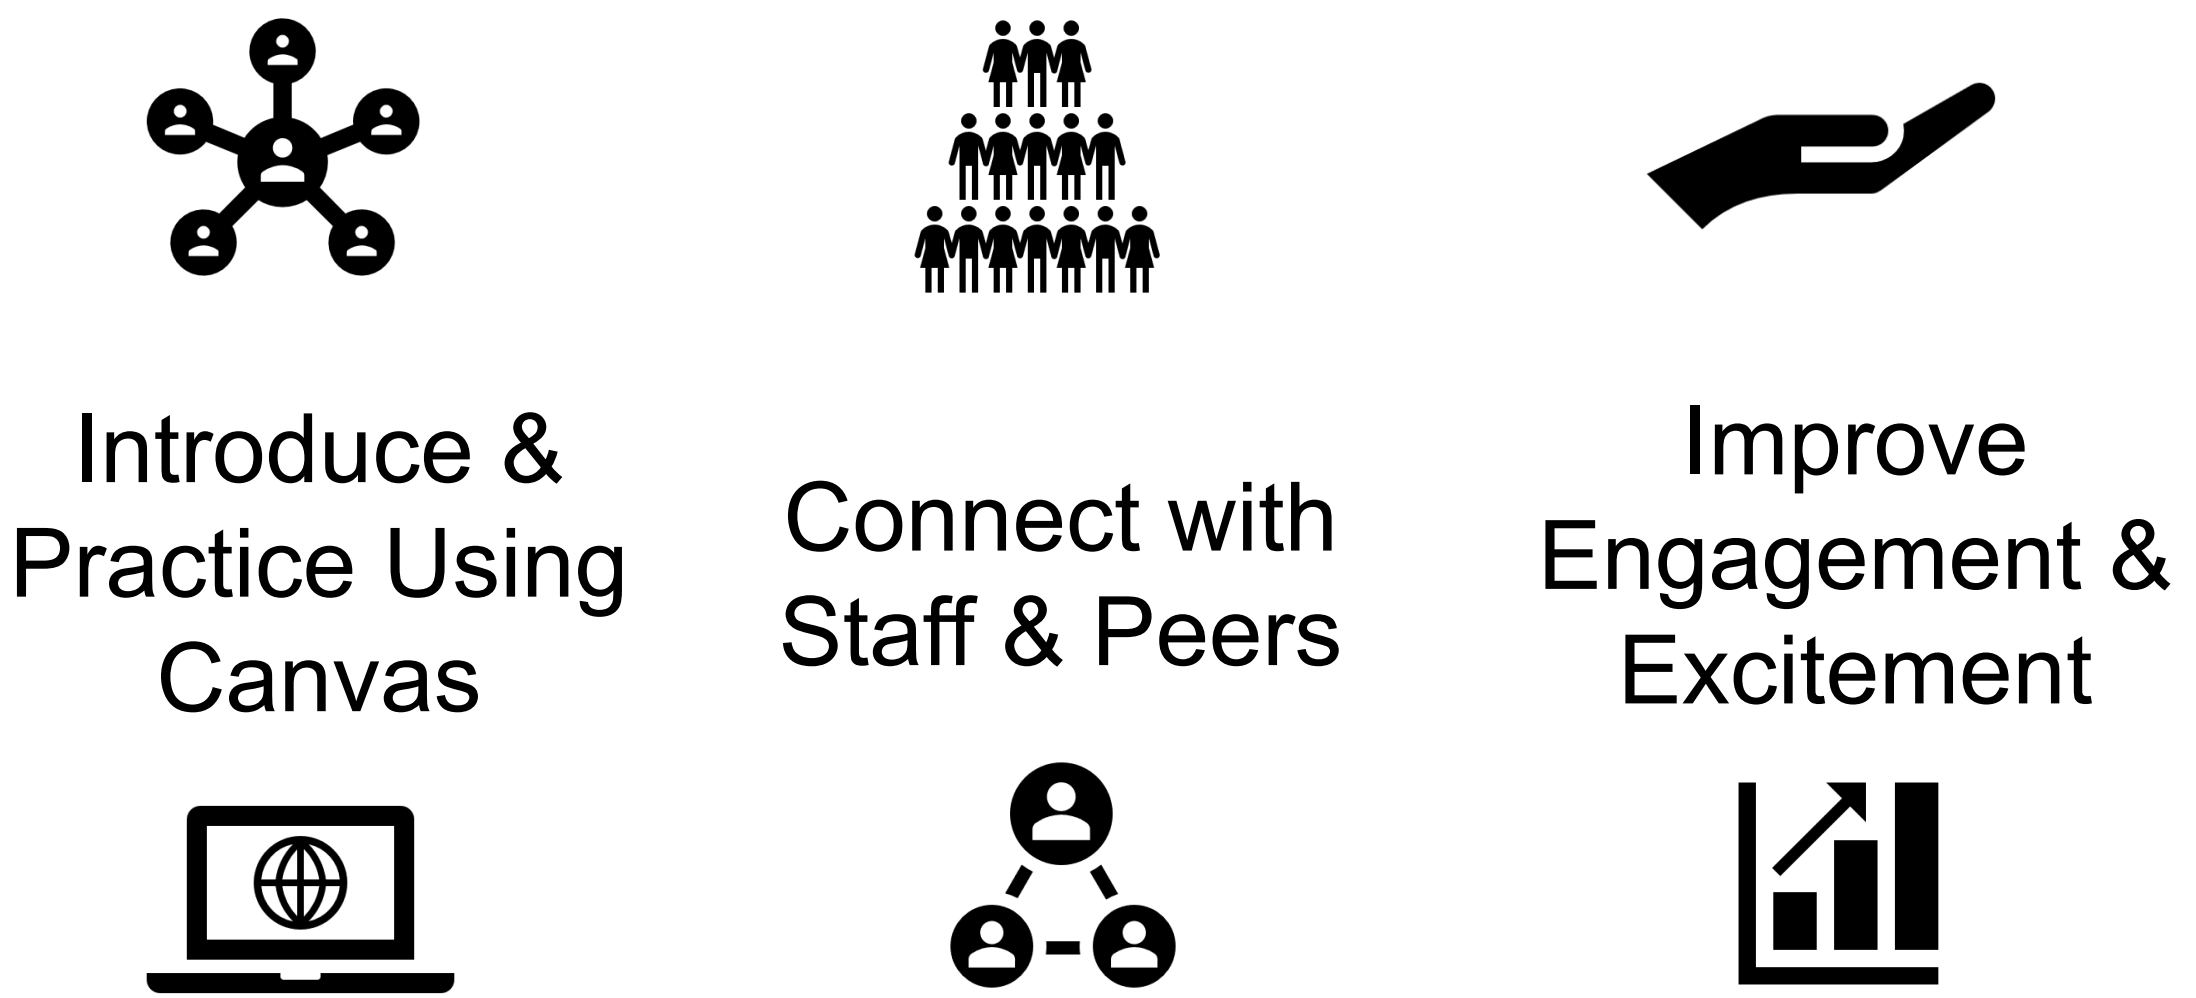 Introduce &
Practice Using
Canvas
Connect with
Staff & Peers
Improve
Engagement &
Excitement